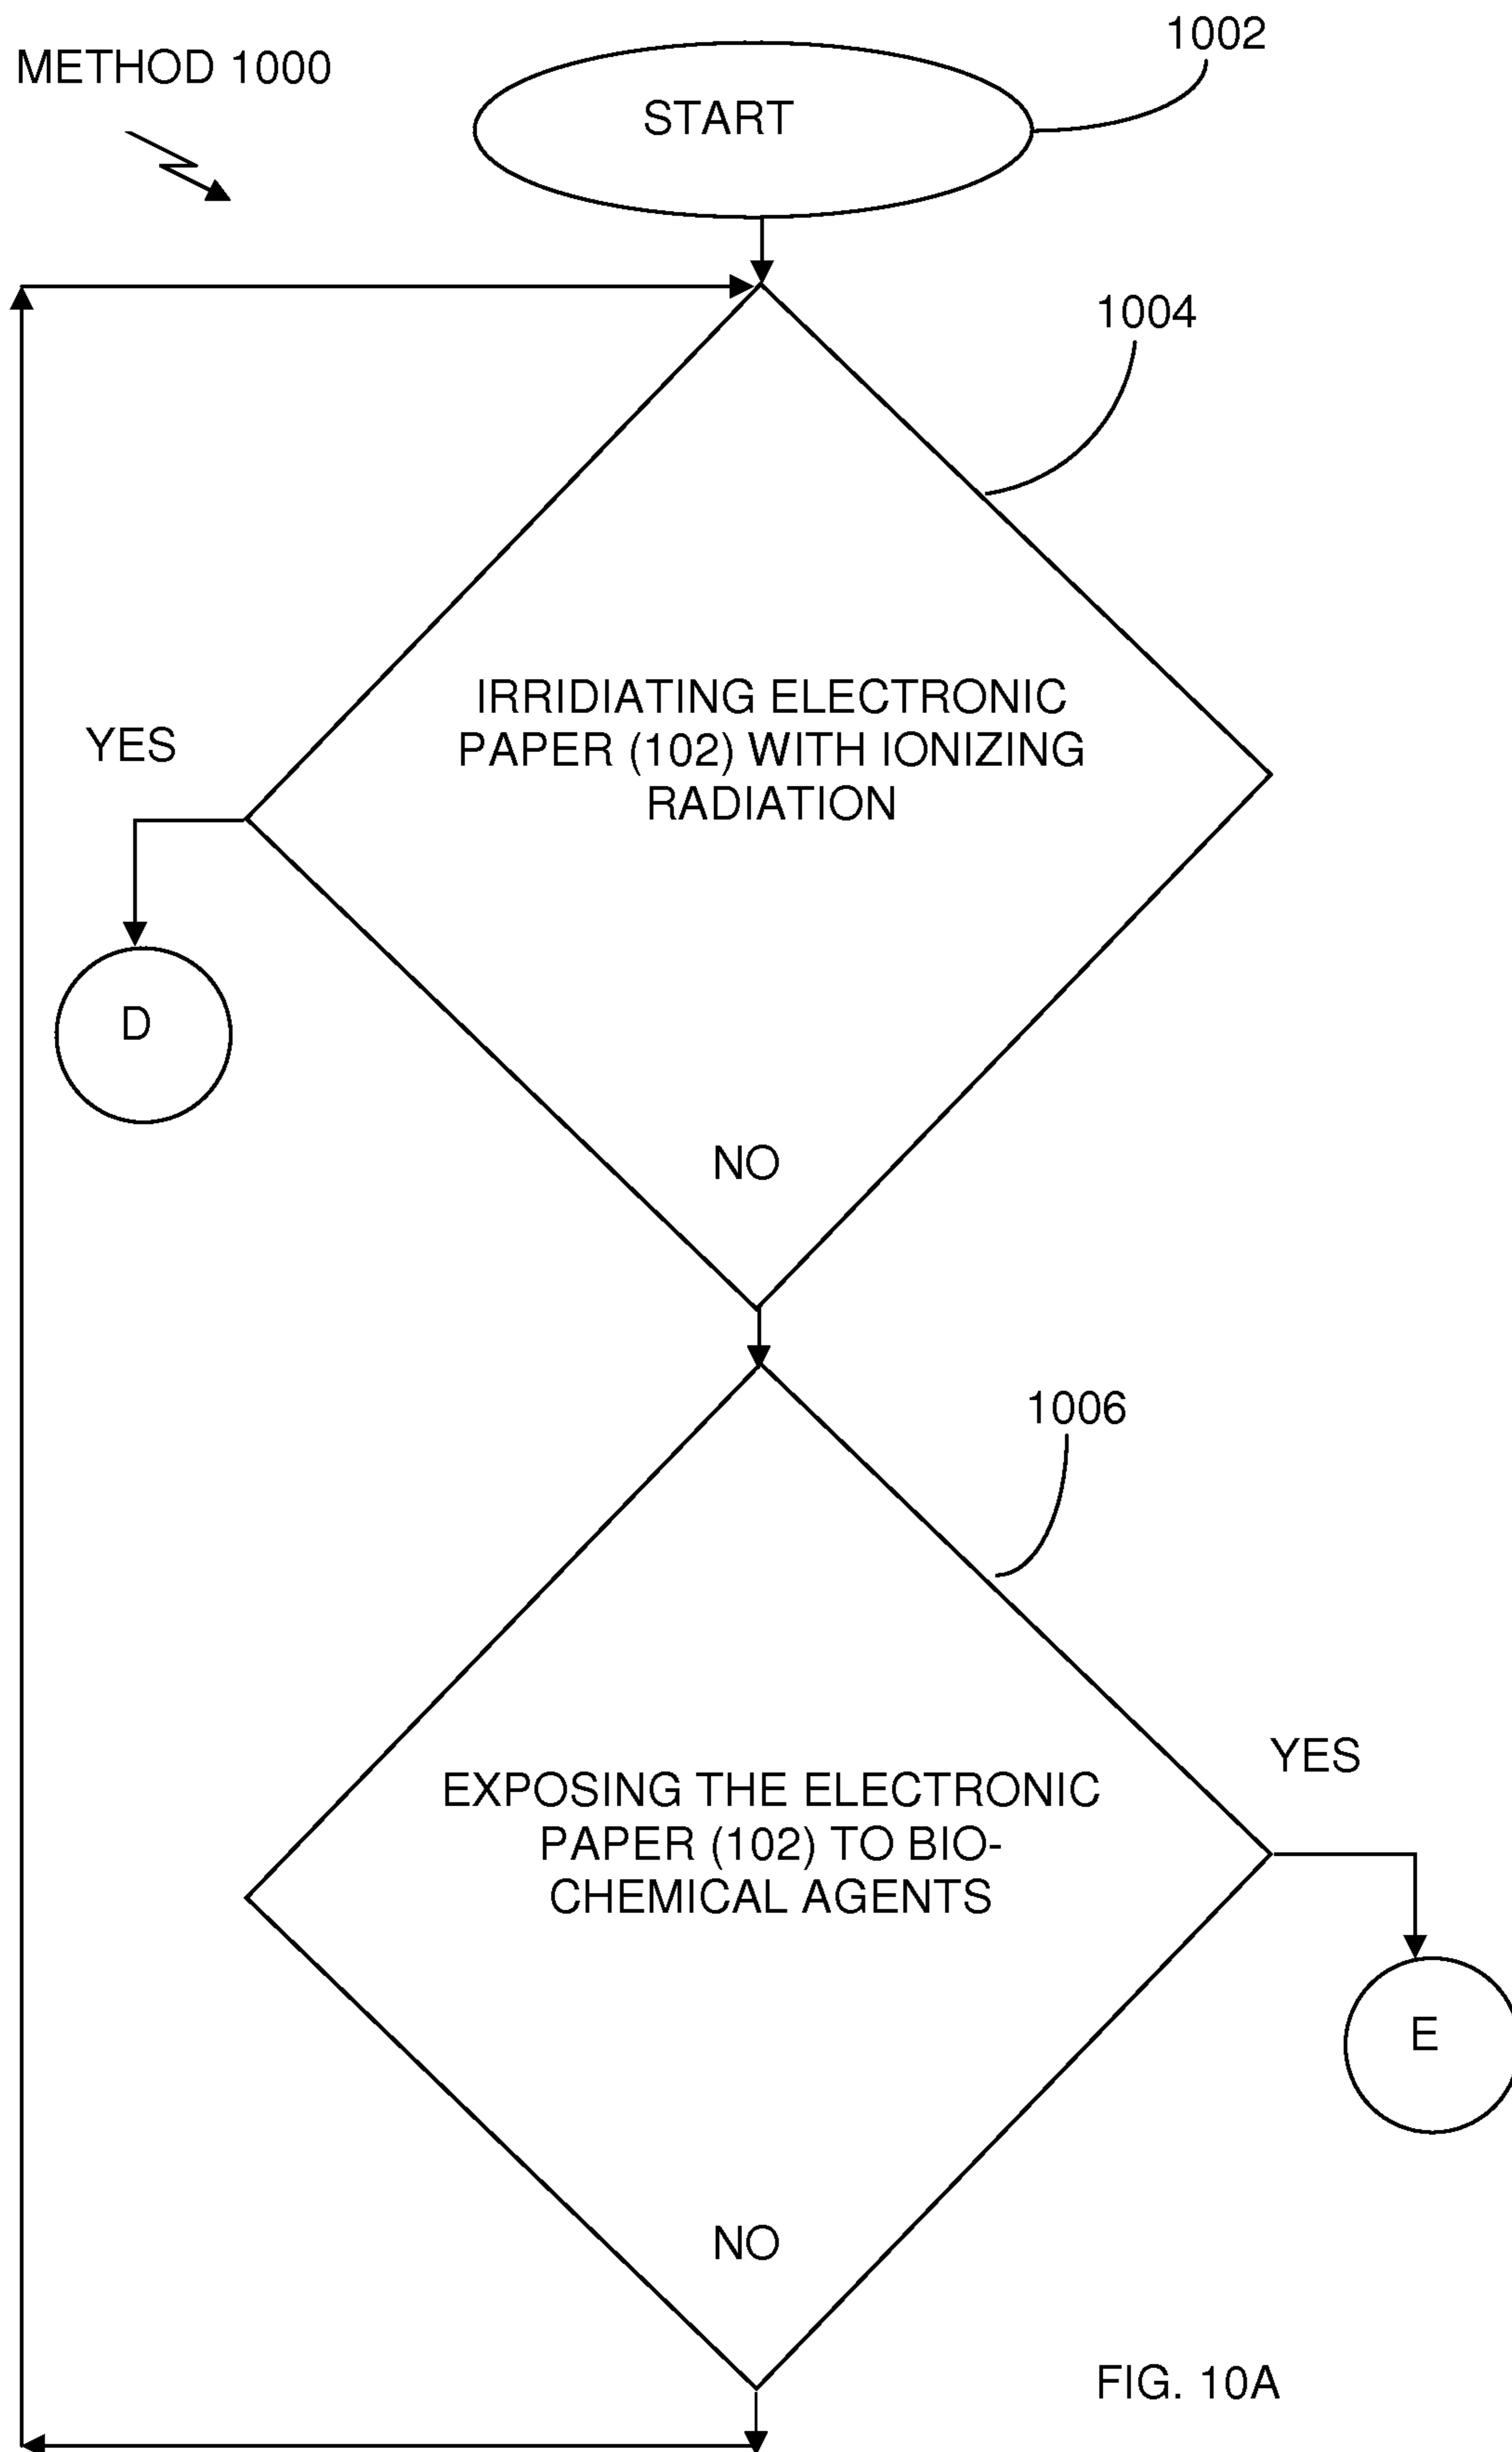 METHOD 1000
1002
START
1004
IRRIDIATING ELECTRONIC
PAPER (102) WITH IONIZING
RADIATION
YES
D
NO
1006
EXPOSING THE ELECTRONIC
PAPER (102) TO BIO-
CHEMICAL AGENTS
YES
E
NO
FIG. 10A